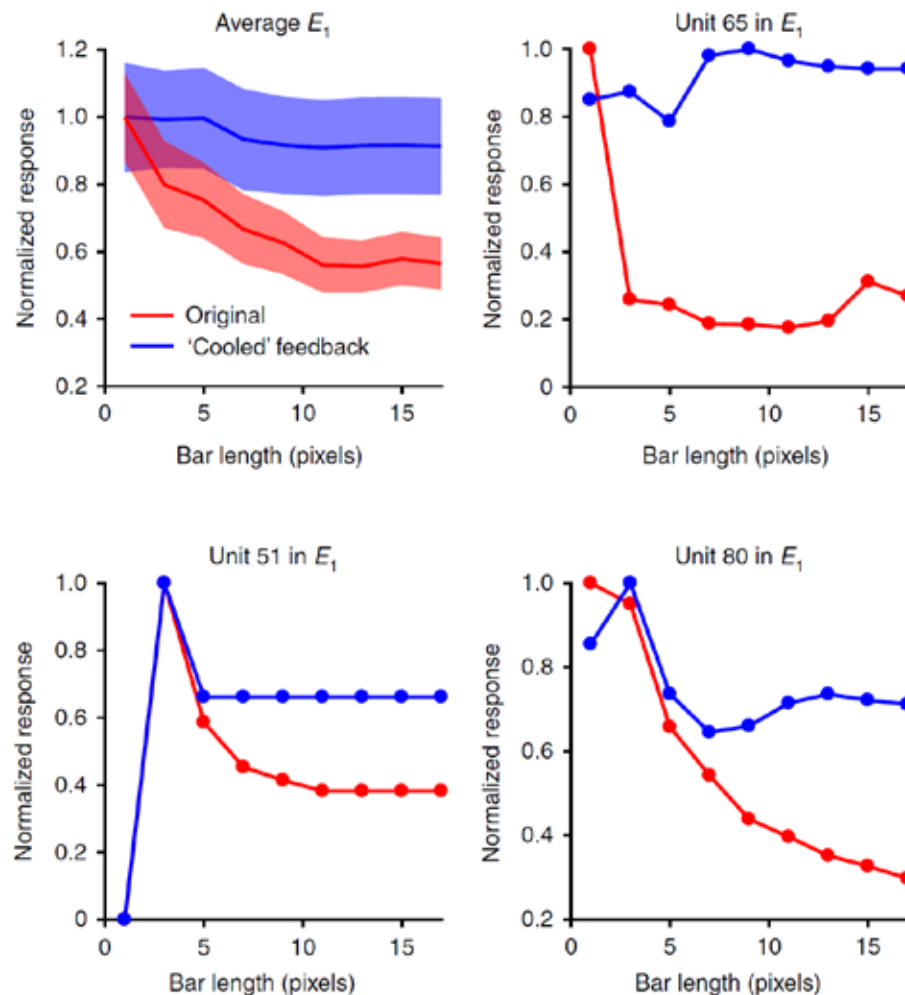 Average E1
Normalized response
1.2
1.0
0.8
0.6
0.4
0.2
Original
'Cooled' feedback
0
5
10
15
Bar length (pixels)
Unit 65 in E1
Normalized response
1.0
0.8
0.6
0.4
0.2
0
0
5
10
15
Bar length (pixels)
Unit 51 in E1
Normalized response
1.0
0.8
0.6
0.4
0.2
0
0
5
10
15
Bar length (pixels)
Unit 80 in E1
Normalized response
1.0
0.8
0.6
0.4
0.2
0
5
10
15
Bar length (pixels)